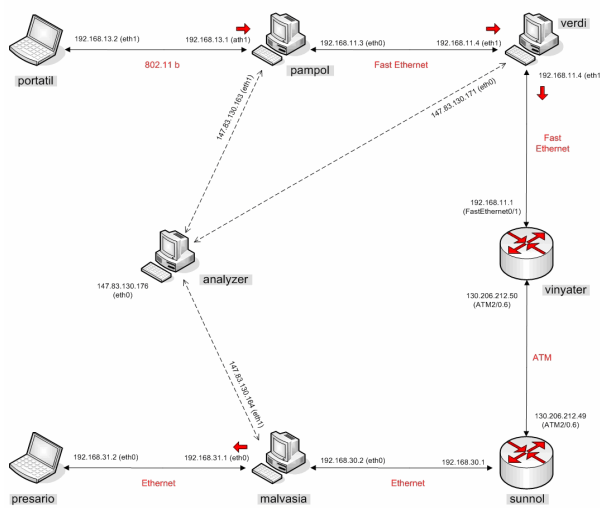 192.168.13.2 (eth1)
192.168.13.1 (ath1)
802.11 b
portatil
pampol
192.168.11.3 (eth0)
192.168.11.4 (eth1)
Fast Ethernet
verdi
192.168.11.4 (eth1
147.83.130.163 (eth1)
147.83.130.171 (eth0)
Fast
Ethernet
192.168.11.1
(FastEthernet0/1)
vinyater
analyzer
147.83.130.176
(eth0)
130.206.212.50
(ATM2/0.6)
ATM
147.83.130.164 (eth1)
130.206.212.49
(ATM2/0.6)
192.168.31.2 (eth0)
192.168.31.1 (eth0)
Ethernet
presario
malvasia
192.168.30.2 (eth0)
192.168.30.1
Ethernet
sunnol